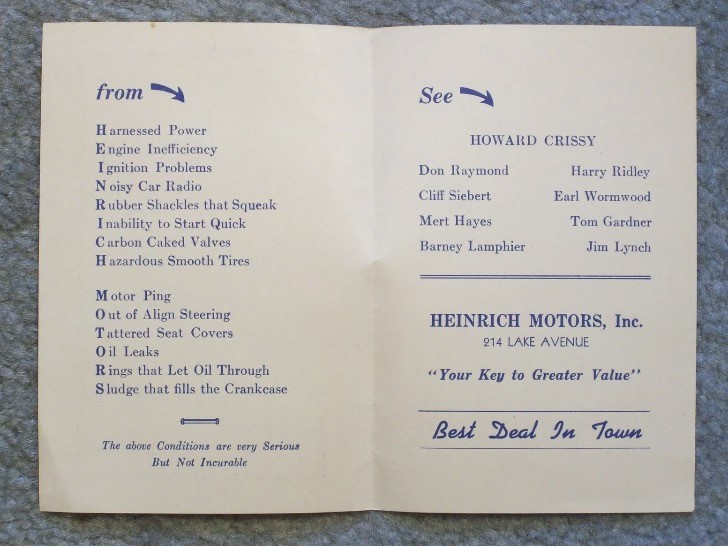 from
Harnessed Power
Engine Inefficiency
Ignition Problems
Noisy Car Radio
Rubber Shackles that Squeak
Inability to Start Quick
Carbon Caked Valves
Hazardous Smooth Tires
Motor Ping
Out of Align Steering
Tattered Seat Covers
Oil Leaks
Rings that Let Oil Through
Sludge that fills the Crankcase
The above Conditions are very Serious
But Not Incurable
See
HOWARD CRISSY
Don Raymond Harry Ridley
Cliff Siebert Earl Wormwood
Mert Hayes Tom Gardner
Barney Lamphier Jim Lynch
HEINRICH MOTORS, Inc.
214 LAKE AVENUE
"Your Key to Greater Value"
Best Deal In Town